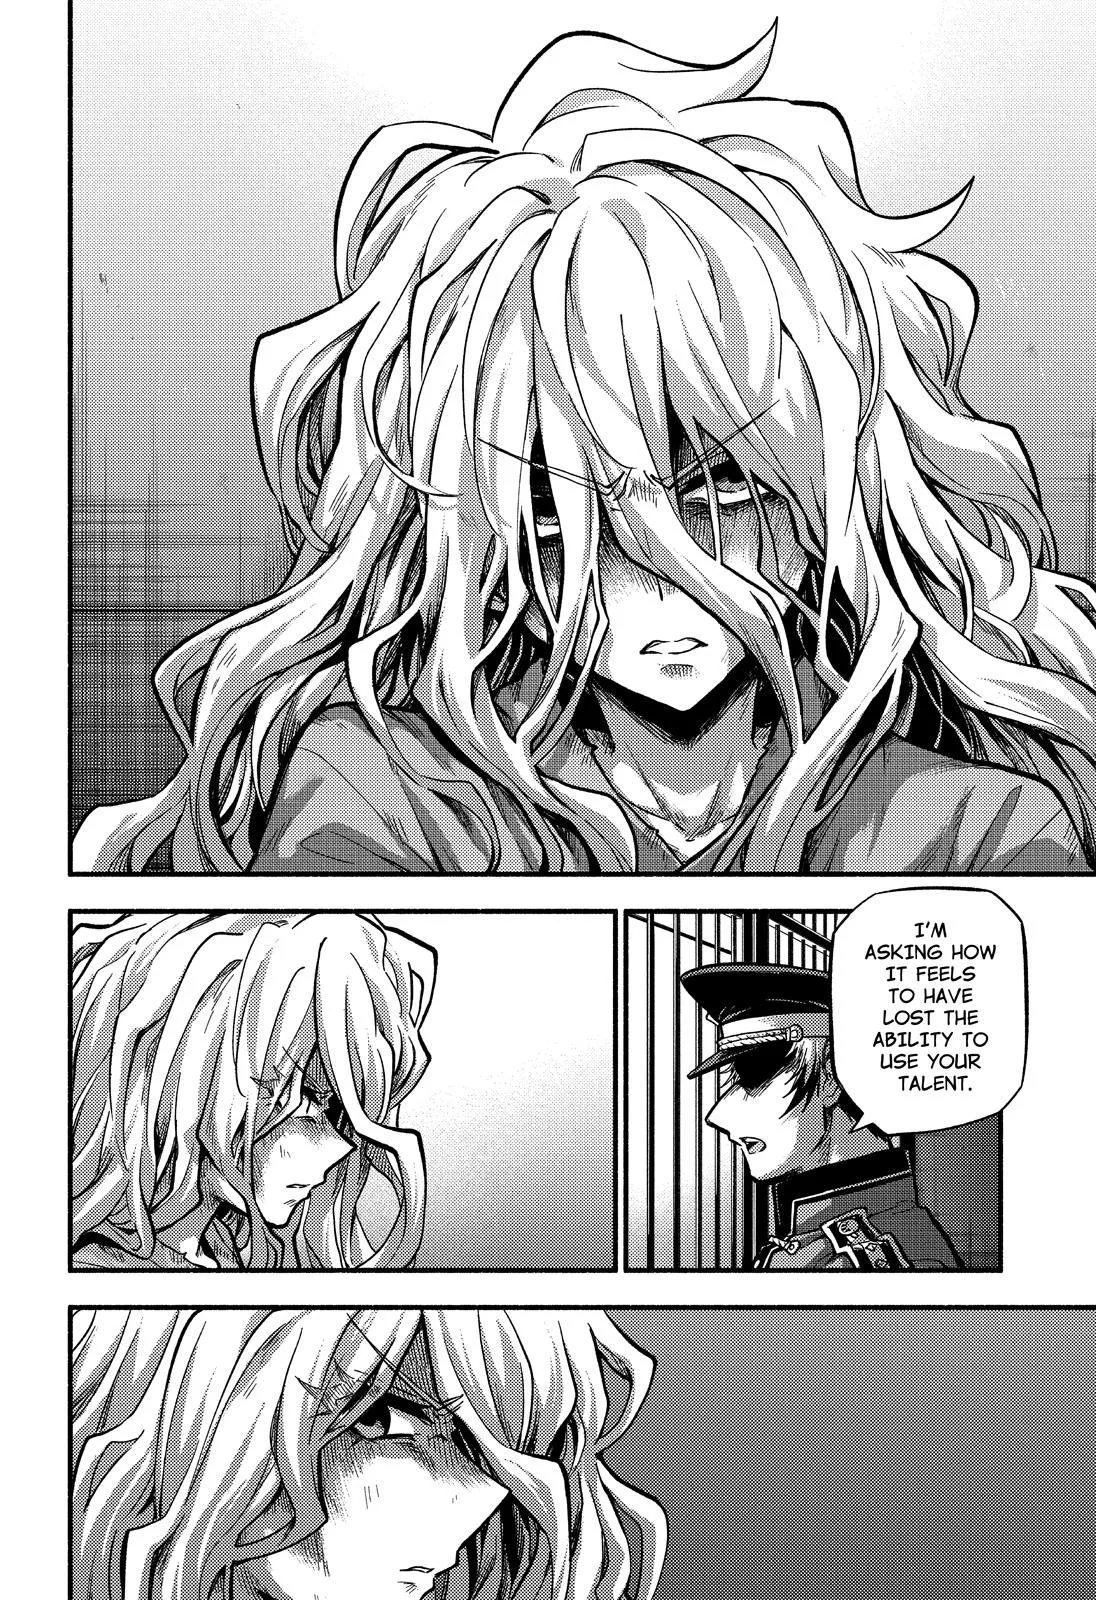 I'M
ASKING HOW
IT FEELS
TO HAVE
LOST THE
ABILITY TO
USE YOUR
TALENT.